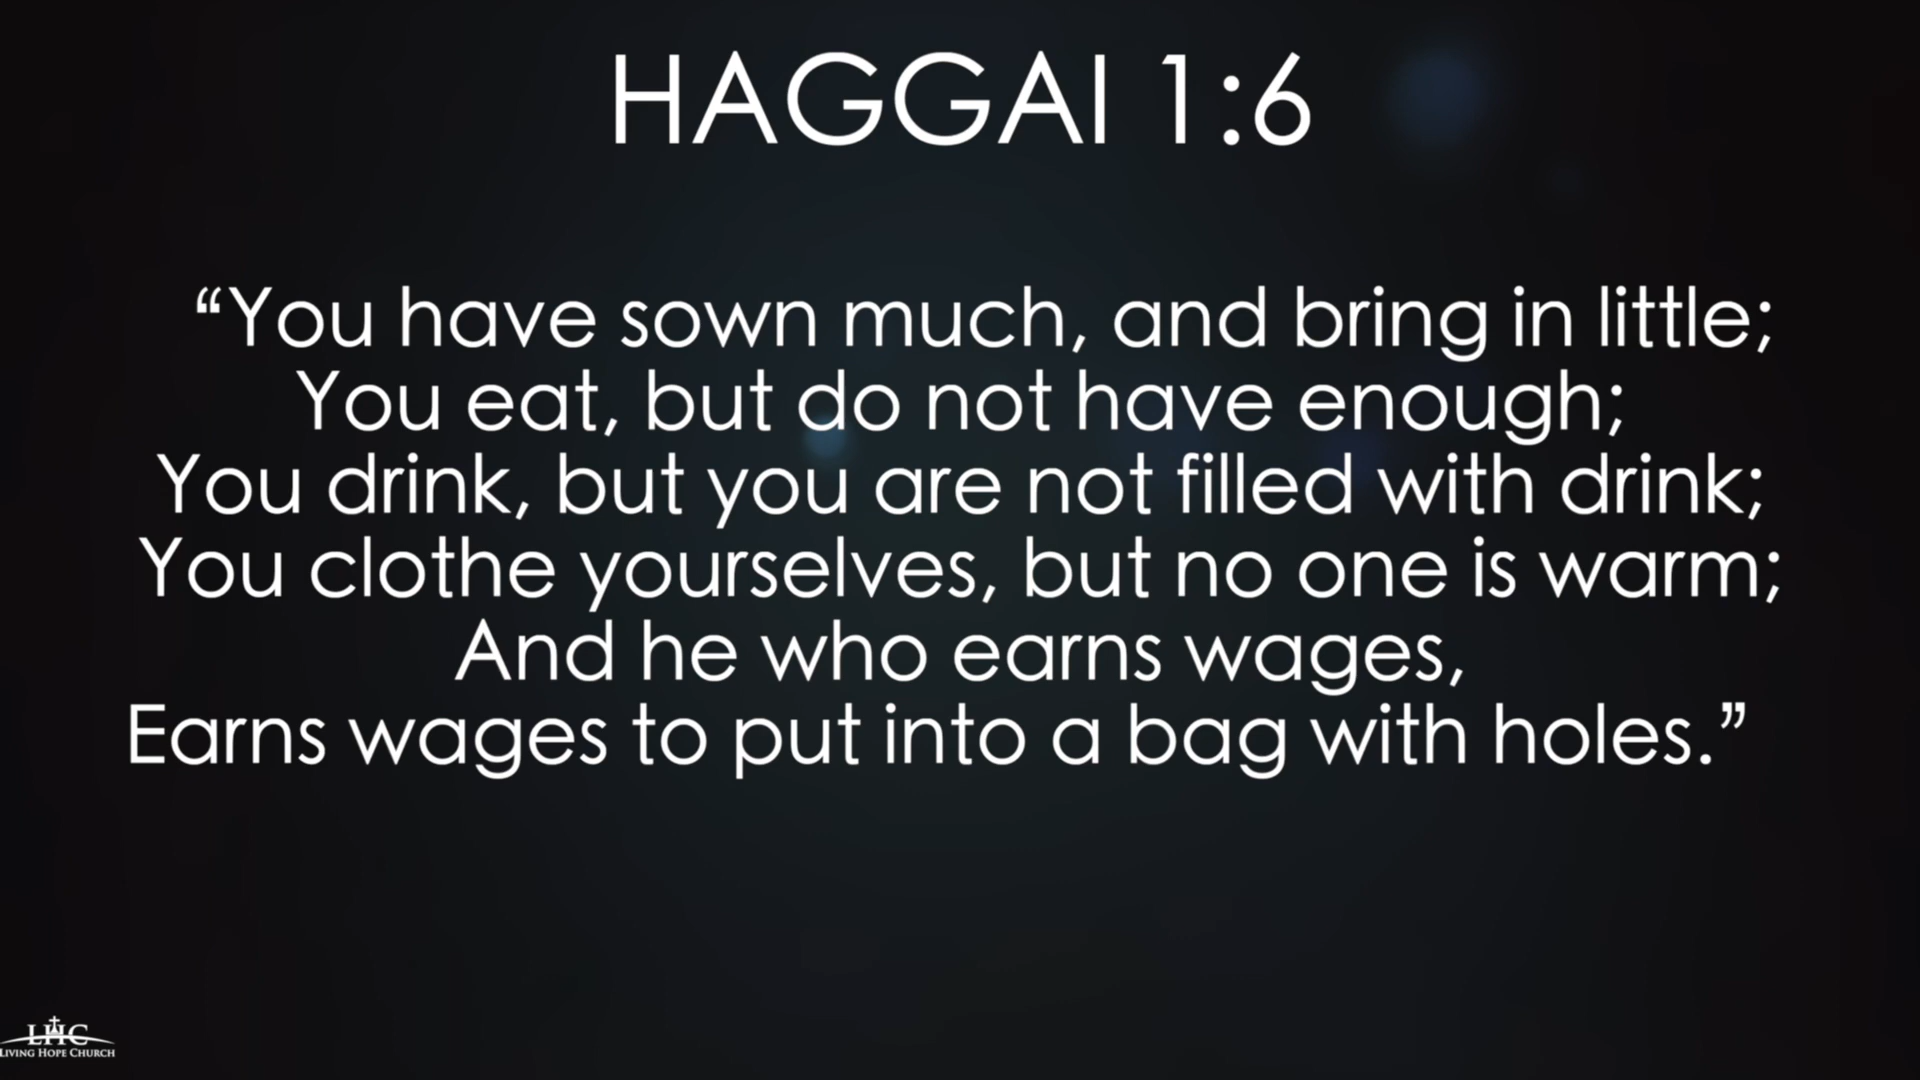 HAGGAI 1:6
“You have sown much, and bring in little;
You eat, but do not have enough;
You drink, but you are not filled with drink;
You clothe yourselves, but no one is warm;
And he who earns wages,
Earns wages to put into a bag with holes.”
LHC
LIVING HOPE CHURCH